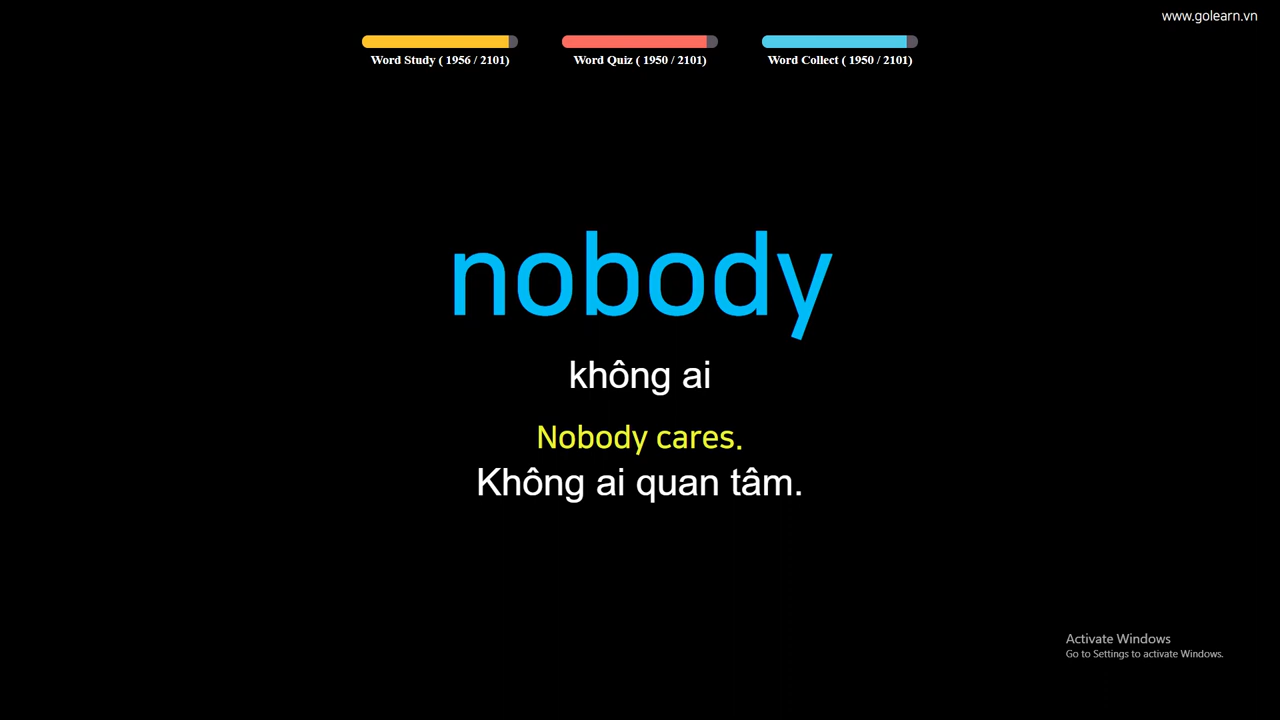 www.golearn.vn
Word Study ( 1956 / 2101)
Word Quiz ( 1950 / 2101)
Word Collect ( 1950 / 2101)
nobody
không ai
Nobody cares.
Không ai quan tâm.
Activate Windows
Go to Settings to activate Windows.